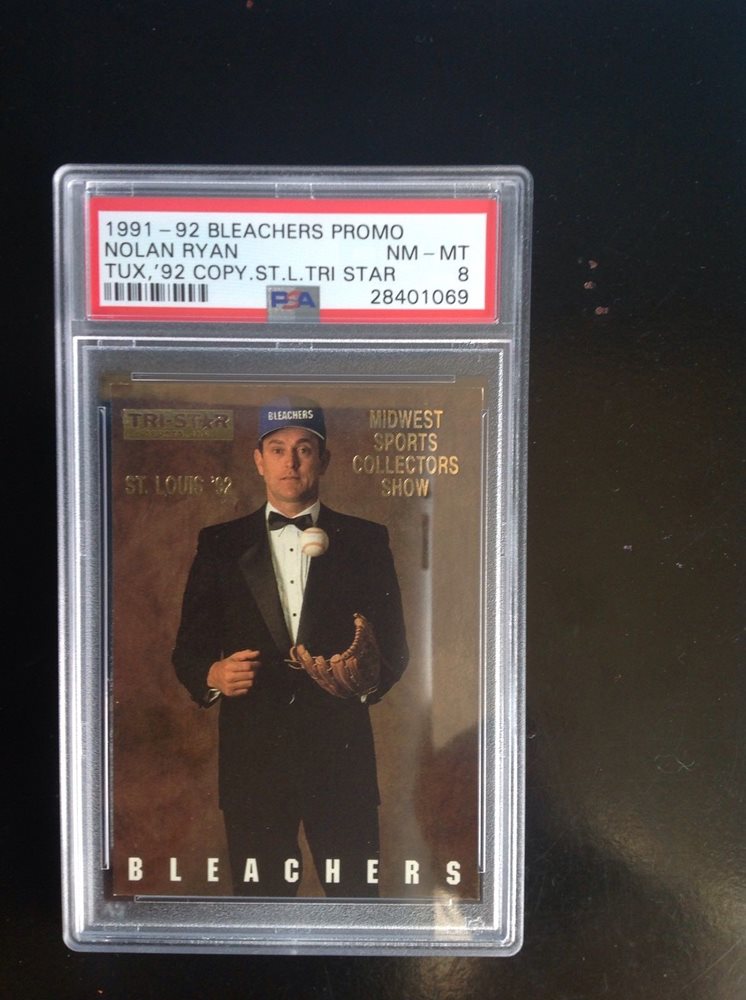 1991-92 BLEACHERS PROMO
NOLAN RYAN NM-MT
TUX,'92 COPY.ST.L.TRI STAR 8
PSA 28401069
TRI-STAR
ST. LOUIS '92
BLEACHERS
MIDWEST
SPORTS
COLLECTORS
SHOW
BLEACHERS